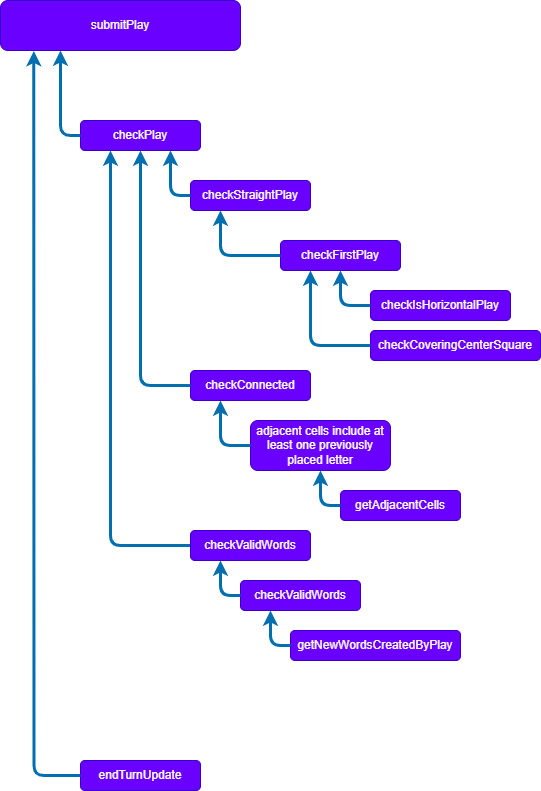 submitPlay
checkPlay
checkStraightPlay
checkFirstPlay
checkIsHorizontalPlay
checkCoveringCenterSquare
checkConnected
adjacent cells include at
least one previously
placed letter
getAdjacentCells
checkValidWords
checkValidWords
getNewWordsCreatedByPlay
endTurnUpdate